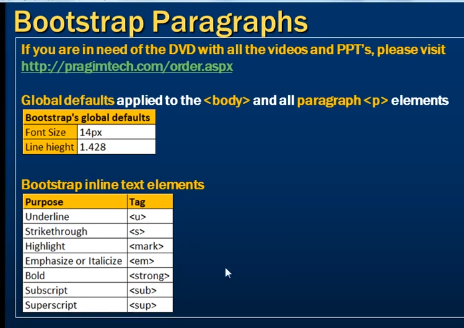 Bootstrap Paragraphs
If you are in need of the DVD with all the videos and PPT's, please visit
http://pragimtech.com/order.aspx
Global defaults applied to the <body> and all paragraph <p> elements
Bootstrap's global defaults
Font Size 14px
Line hieght 1.428
Bootstrap inline text elements
Purpose Tag
Underline <u>
Strikethrough <s>
Highlight <mark>
Emphasize or Italicize <em>
Bold <strong>
Subscript <sub>
Superscript <sup>